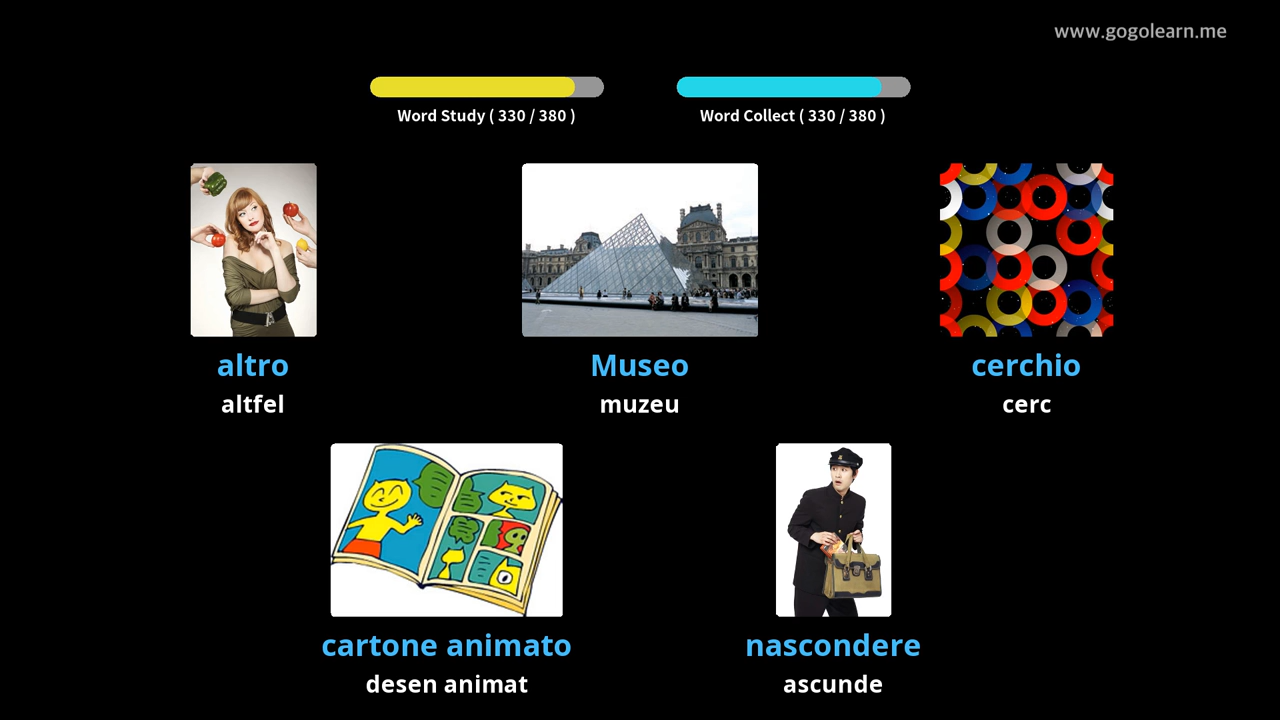 www.gogolearn.me
Word Study ( 330 / 380 )
Word Collect ( 330 / 380 )
altro
altfel
Museo
muzeu
cerchio
cerc
cartone animato
desen animat
nascondere
ascunde